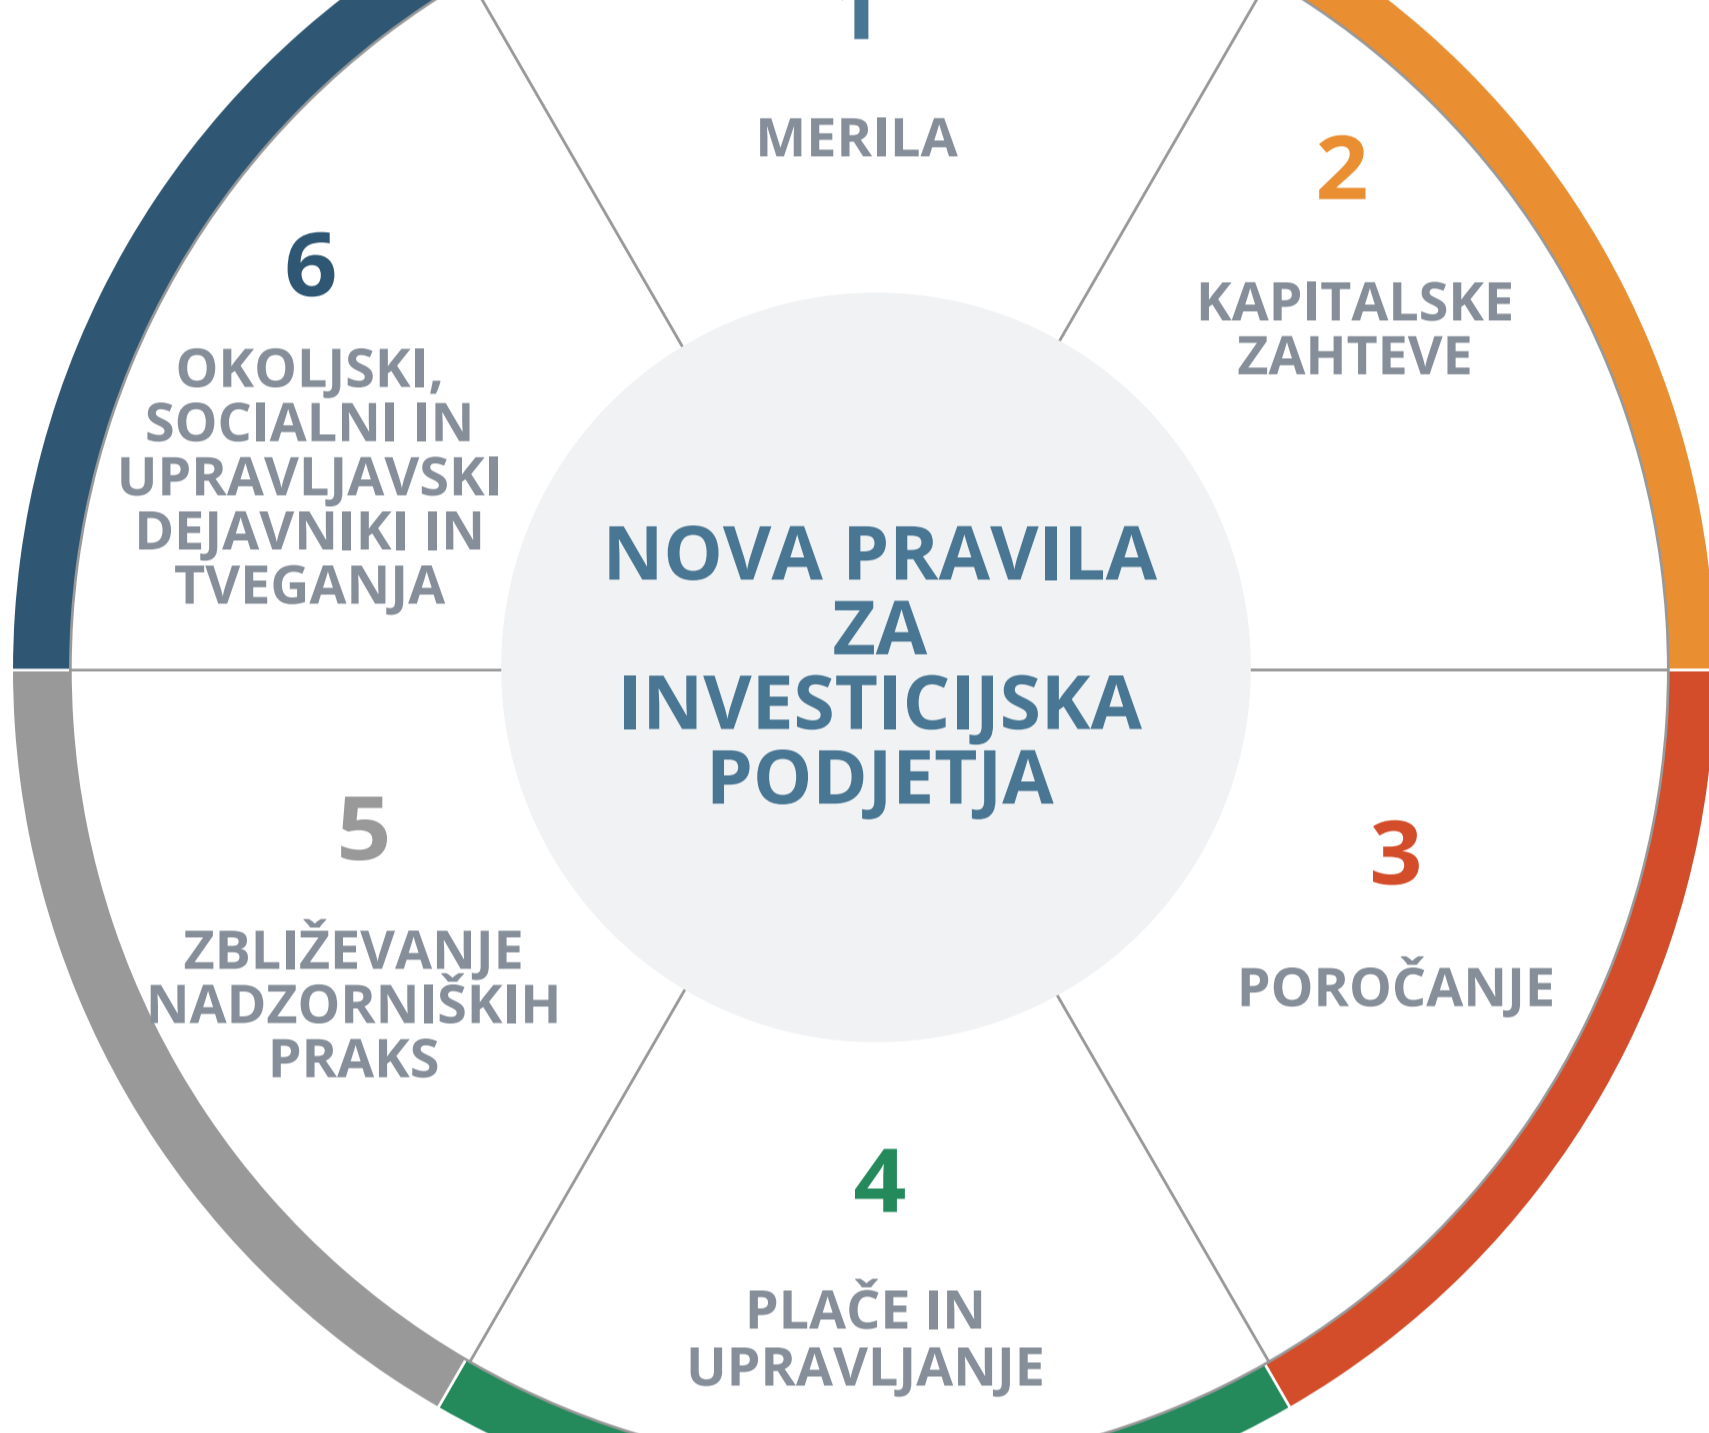 1
MERILA
2
KAPITALSKE
ZAHTEVE
3
POROČANJE
4
PLAČE IN
UPRAVLJANJE
5
ZBLIŽEVANJE
NADZORNIŠKIH
PRAKS
6
OKOLJSKI,
SOCIALNI IN
UPRAVLJAVSKI
DEJAVNIKI IN
TVEGANJA
NOVA PRAVILA
ZA
INVESTICIJSKA
PODJETJA